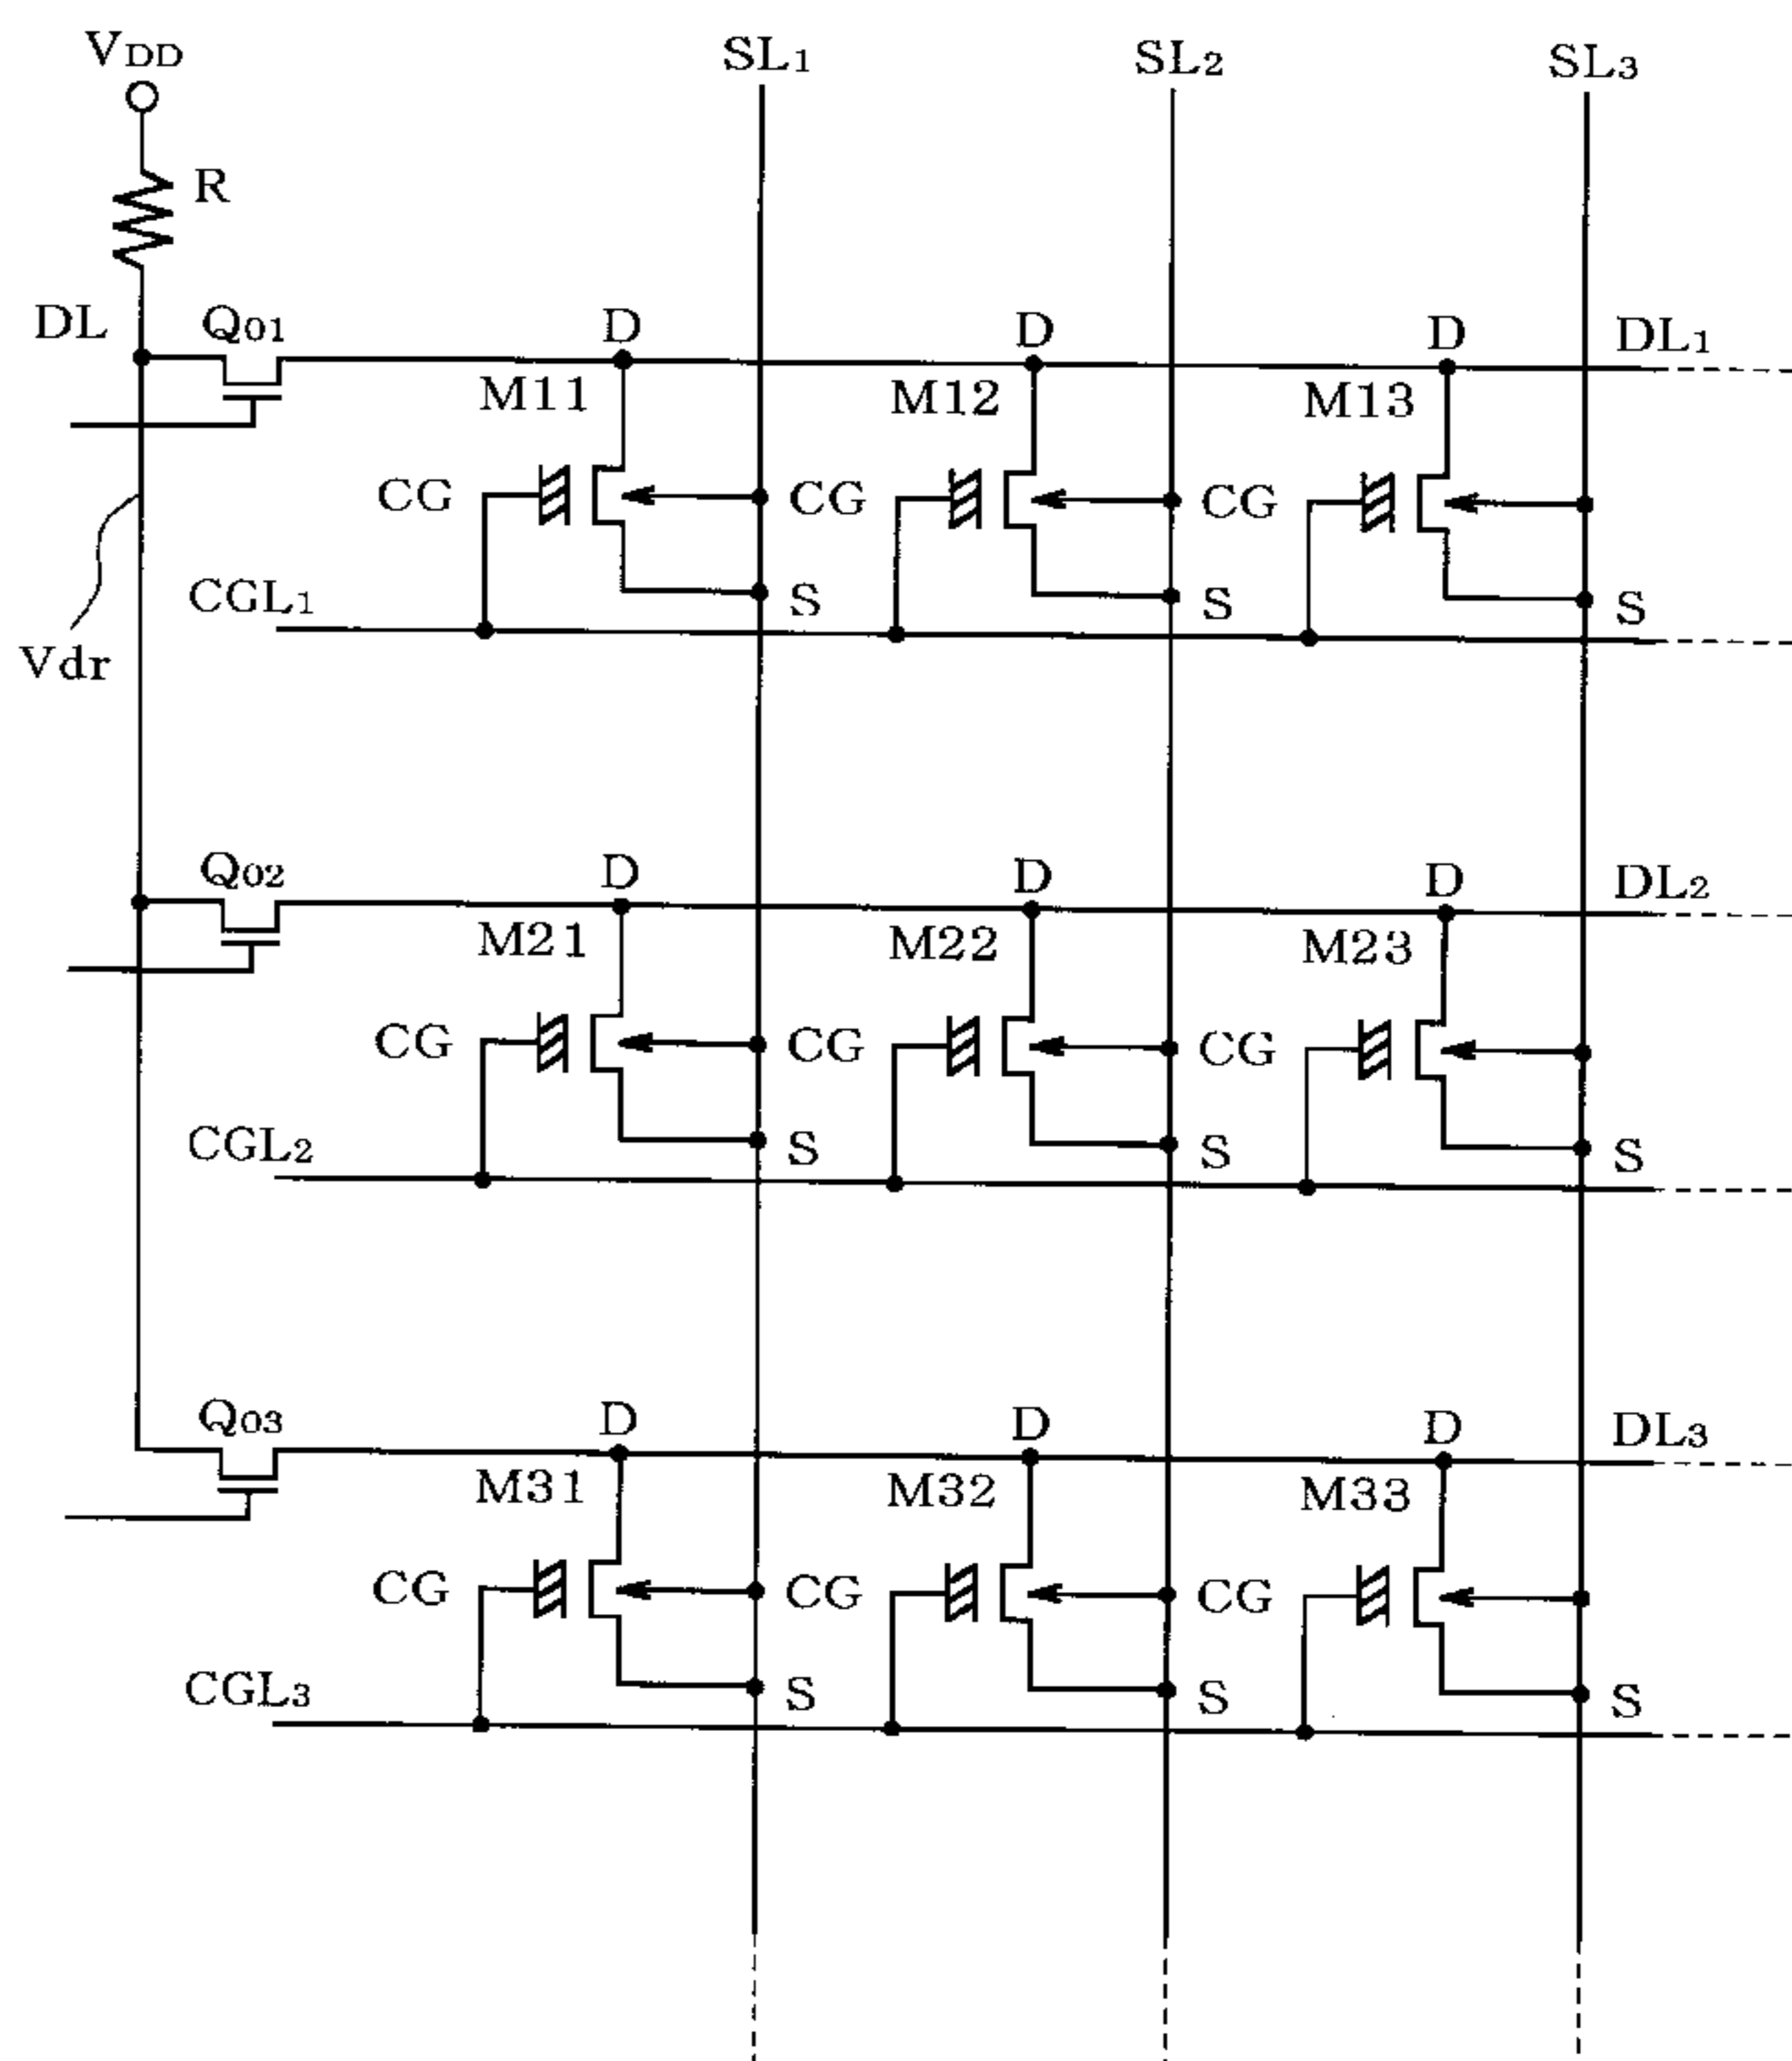 VDD SL1 SL2 SL3
R
DL Q01 D D D DL1
M11 M12 M13
CG CG CG
CGL1 S S S
Vdr
Q02 D D D DL2
M21 M22 M23
CG CG CG
CGL2 S S S
Q03 D D D DL3
M31 M32 M33
CG CG CG
CGL3 S S S